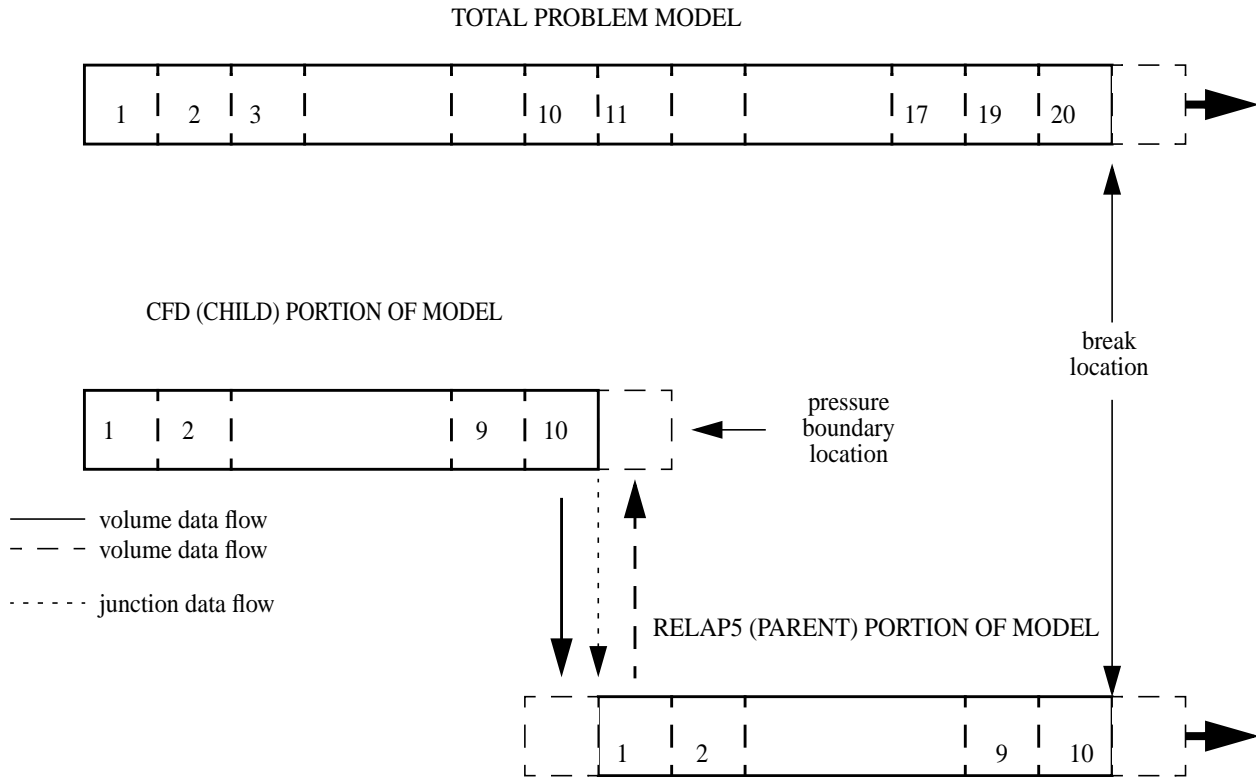 TOTAL PROBLEM MODEL
1 2 3 10 11 17 19 20
CFD (CHILD) PORTION OF MODEL
break
location
1 2 9 10
pressure
boundary
location
volume data flow
volume data flow
junction data flow
RELAP5 (PARENT) PORTION OF MODEL
1 2 9 10